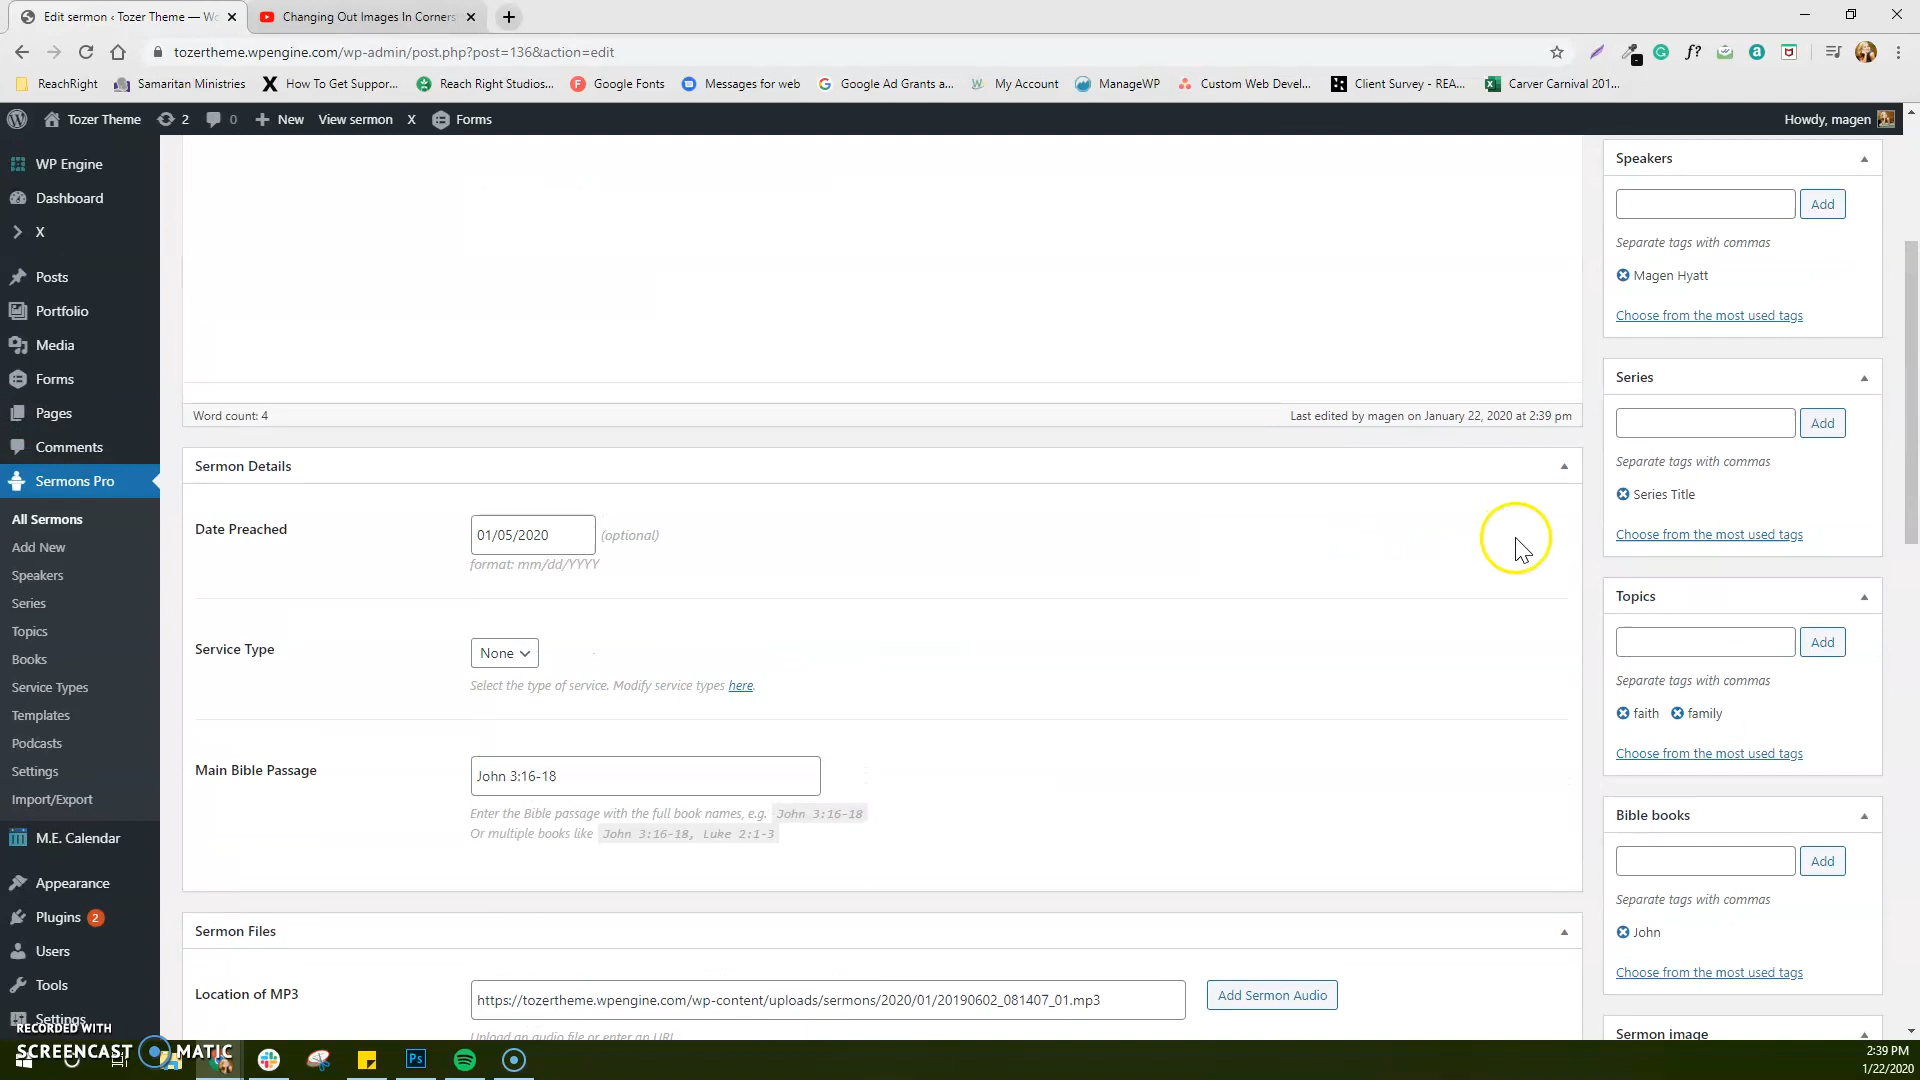 Edit sermon ‹ Tozer Theme — Wo
Changing Out Images In Corners
tozertheme.wpengine.com/wp-admin/post.php?post=136&action=edit
ReachRight
Samaritan Ministries
How To Get Suppor...
Reach Right Studios...
Google Fonts
Messages for web
Google Ad Grants a...
My Account
ManageWP
Custom Web Devel...
Client Survey - REA...
Carver Carnival 201...
Tozer Theme
2
0
New
View sermon
X
Forms
Howdy, magen
WP Engine
Dashboard
X
Posts
Portfolio
Media
Forms
Pages
Comments
Sermons Pro
All Sermons
Add New
Speakers
Series
Topics
Books
Service Types
Templates
Podcasts
Settings
Import/Export
M.E. Calendar
Appearance
Plugins 2
Users
Tools
Settings
Word count: 4
Last edited by magen on January 22, 2020 at 2:39 pm
Sermon Details
Date Preached
01/05/2020
(optional)
format: mm/dd/YYYY
Service Type
None
Select the type of service. Modify service types here.
Main Bible Passage
John 3:16-18
Enter the Bible passage with the full book names, e.g. John 3:16-18
Or multiple books like John 3:16-18, Luke 2:1-3
Sermon Files
Location of MP3
https://tozertheme.wpengine.com/wp-content/uploads/sermons/2020/01/20190602_081407_01.mp3
Add Sermon Audio
Upload an audio file or enter an URL
Speakers
Add
Separate tags with commas
Magen Hyatt
Choose from the most used tags
Series
Add
Separate tags with commas
Series Title
Choose from the most used tags
Topics
Add
Separate tags with commas
faith
family
Choose from the most used tags
Bible books
Add
Separate tags with commas
John
Choose from the most used tags
Sermon image
RECORDED WITH
SCREENCAST MATIC
Ps
2:39 PM
1/22/2020